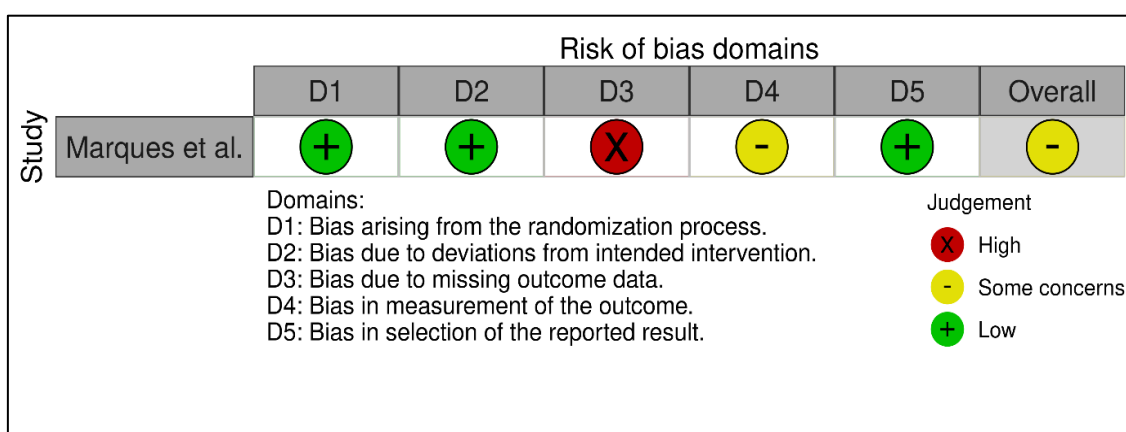 Risk of bias domains
D1 D2 D3 D4 D5 Overall
Study
Marques et al. + + X - + -
Domains:
D1: Bias arising from the randomization process.
D2: Bias due to deviations from intended intervention.
D3: Bias due to missing outcome data.
D4: Bias in measurement of the outcome.
D5: Bias in selection of the reported result.
Judgement
X High
- Some concerns
+ Low